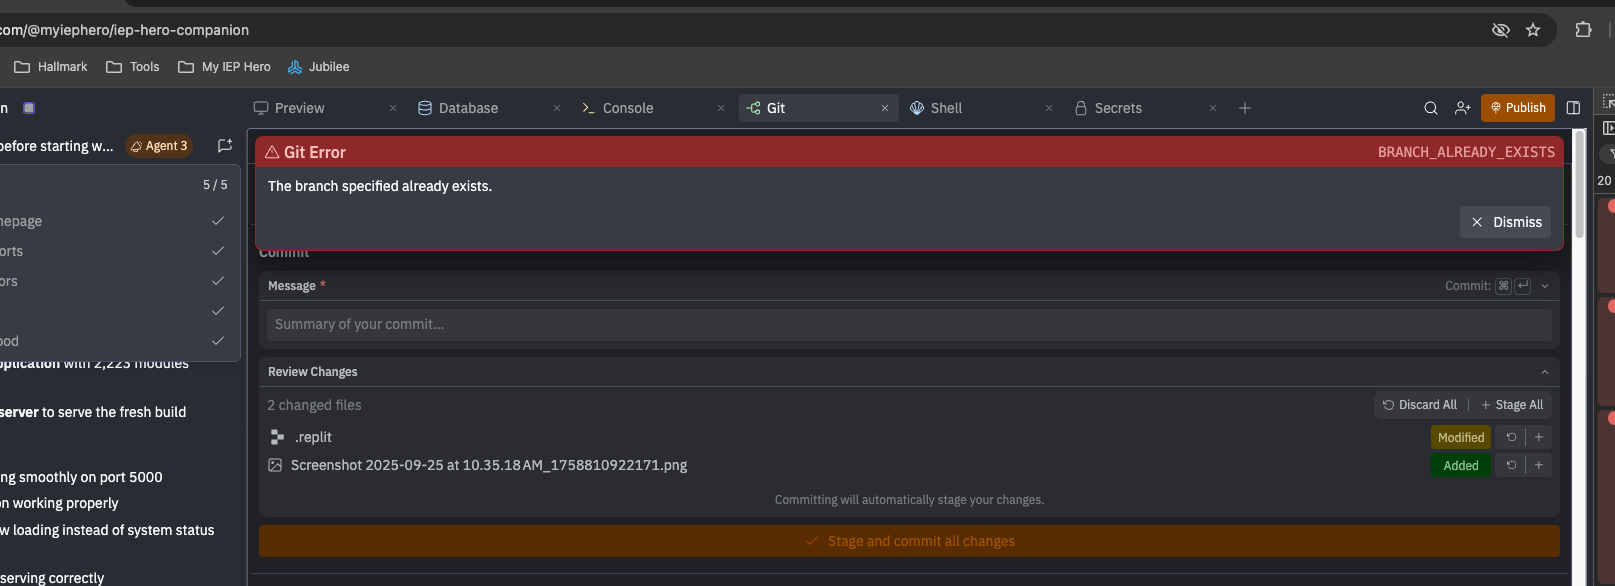 com/@myiephero/iep-hero-companion
Hallmark Tools My IEP Hero Jubilee
n Preview × Database × Console × Git × Shell × Secrets × + Publish
before starting w... Agent 3
5 / 5
nepage
orts
ors
ood
Git Error BRANCH_ALREADY_EXISTS
The branch specified already exists.
× Dismiss
Commit
Message * Commit: ⌘ ↵
Summary of your commit...
Review Changes
2 changed files Discard All + Stage All
.replit Modified +
Screenshot 2025-09-25 at 10.35.18 AM_1758810922171.png Added +
Committing will automatically stage your changes.
✓ Stage and commit all changes
pplication with 2,223 modules
server to serve the fresh build
ng smoothly on port 5000
on working properly
w loading instead of system status
serving correctly
20